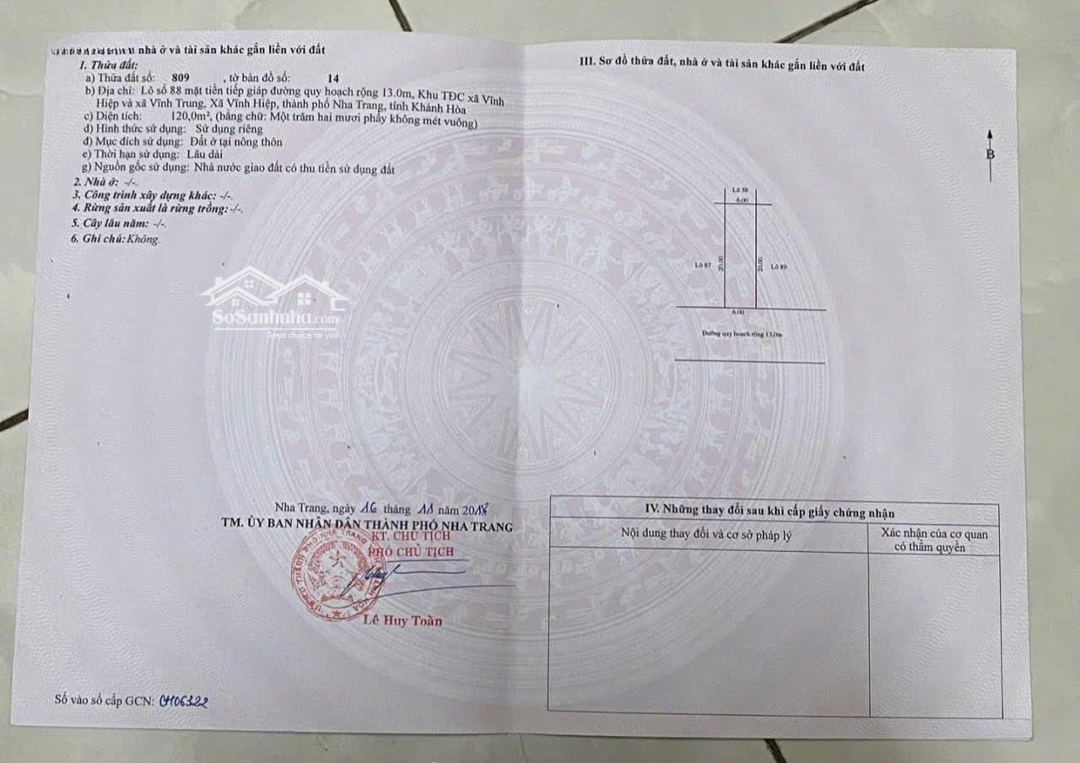 nhà ở và tài sản khác gắn liền với đất
1. Thửa đất:
a) Thửa đất số: 809 , tờ bản đồ số: 14
b) Địa chỉ: Lô số 88 mặt tiền tiếp giáp đường quy hoạch rộng 13.0m, Khu TĐC xã Vĩnh
Hiệp và xã Vĩnh Trung, Xã Vĩnh Hiệp, thành phố Nha Trang, tỉnh Khánh Hòa
c) Diện tích: 120,0m², (bằng chữ: Một trăm hai mươi phẩy không mét vuông)
d) Hình thức sử dụng: Sử dụng riêng
đ) Mục đích sử dụng: Đất ở tại nông thôn
e) Thời hạn sử dụng: Lâu dài
g) Nguồn gốc sử dụng: Nhà nước giao đất có thu tiền sử dụng đất
2. Nhà ở: -/-.
3. Công trình xây dựng khác: -/-.
4. Rừng sản xuất là rừng trồng: -/-.
5. Cây lâu năm: -/-.
6. Ghi chú: Không.
SoSanhnha.com
Nha Trang, ngày 16 tháng 11 năm 2018
TM. ỦY BAN NHÂN DÂN THÀNH PHỐ NHA TRANG
KT. CHỦ TỊCH
PHÓ CHỦ TỊCH
Lê Huy Toàn
Số vào sổ cấp GCN: CH06322
III. Sơ đồ thửa đất, nhà ở và tài sản khác gắn liền với đất
B
Lô 58
6.00
Lô 87
20.00
20.00
Lô 89
6.00
Đường quy hoạch rộng 13.0m
IV. Những thay đổi sau khi cấp giấy chứng nhận
Nội dung thay đổi và cơ sở pháp lý
Xác nhận của cơ quan
có thẩm quyền